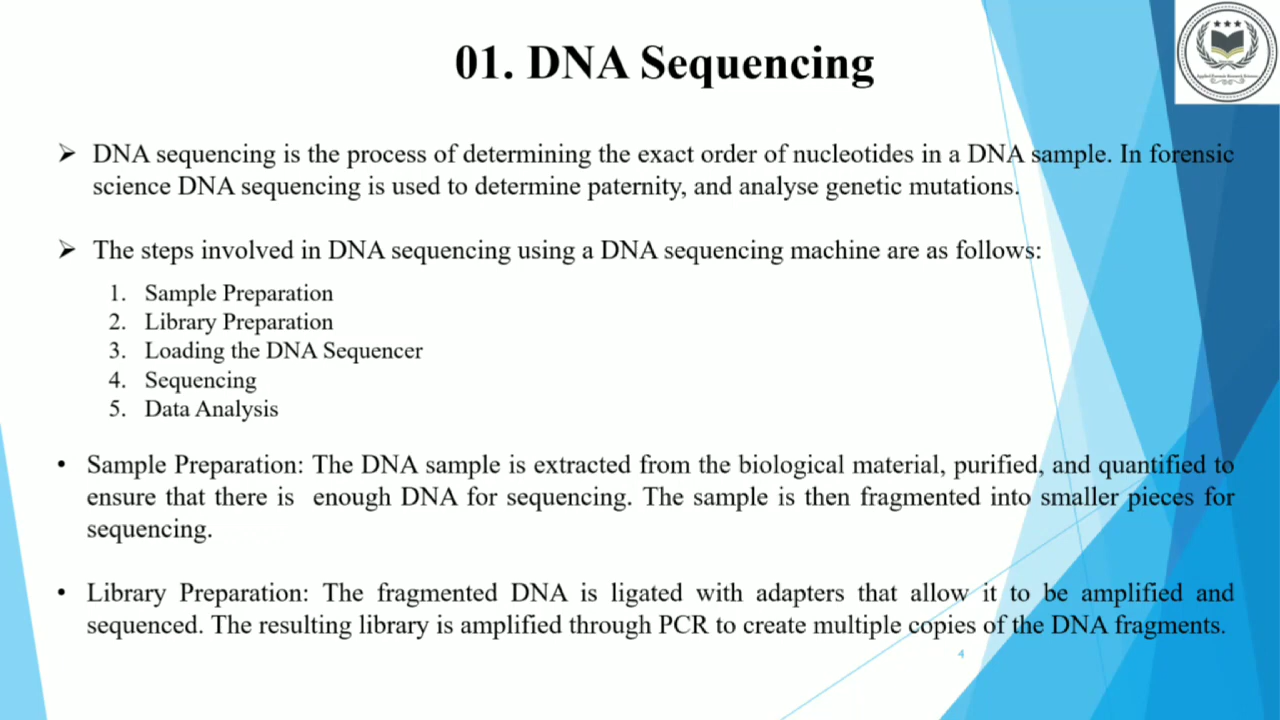 01. DNA Sequencing
➢ DNA sequencing is the process of determining the exact order of nucleotides in a DNA sample. In forensic
science DNA sequencing is used to determine paternity, and analyse genetic mutations.
➢ The steps involved in DNA sequencing using a DNA sequencing machine are as follows:
1. Sample Preparation
2. Library Preparation
3. Loading the DNA Sequencer
4. Sequencing
5. Data Analysis
• Sample Preparation: The DNA sample is extracted from the biological material, purified, and quantified to
ensure that there is enough DNA for sequencing. The sample is then fragmented into smaller pieces for
sequencing.
• Library Preparation: The fragmented DNA is ligated with adapters that allow it to be amplified and
sequenced. The resulting library is amplified through PCR to create multiple copies of the DNA fragments.
4